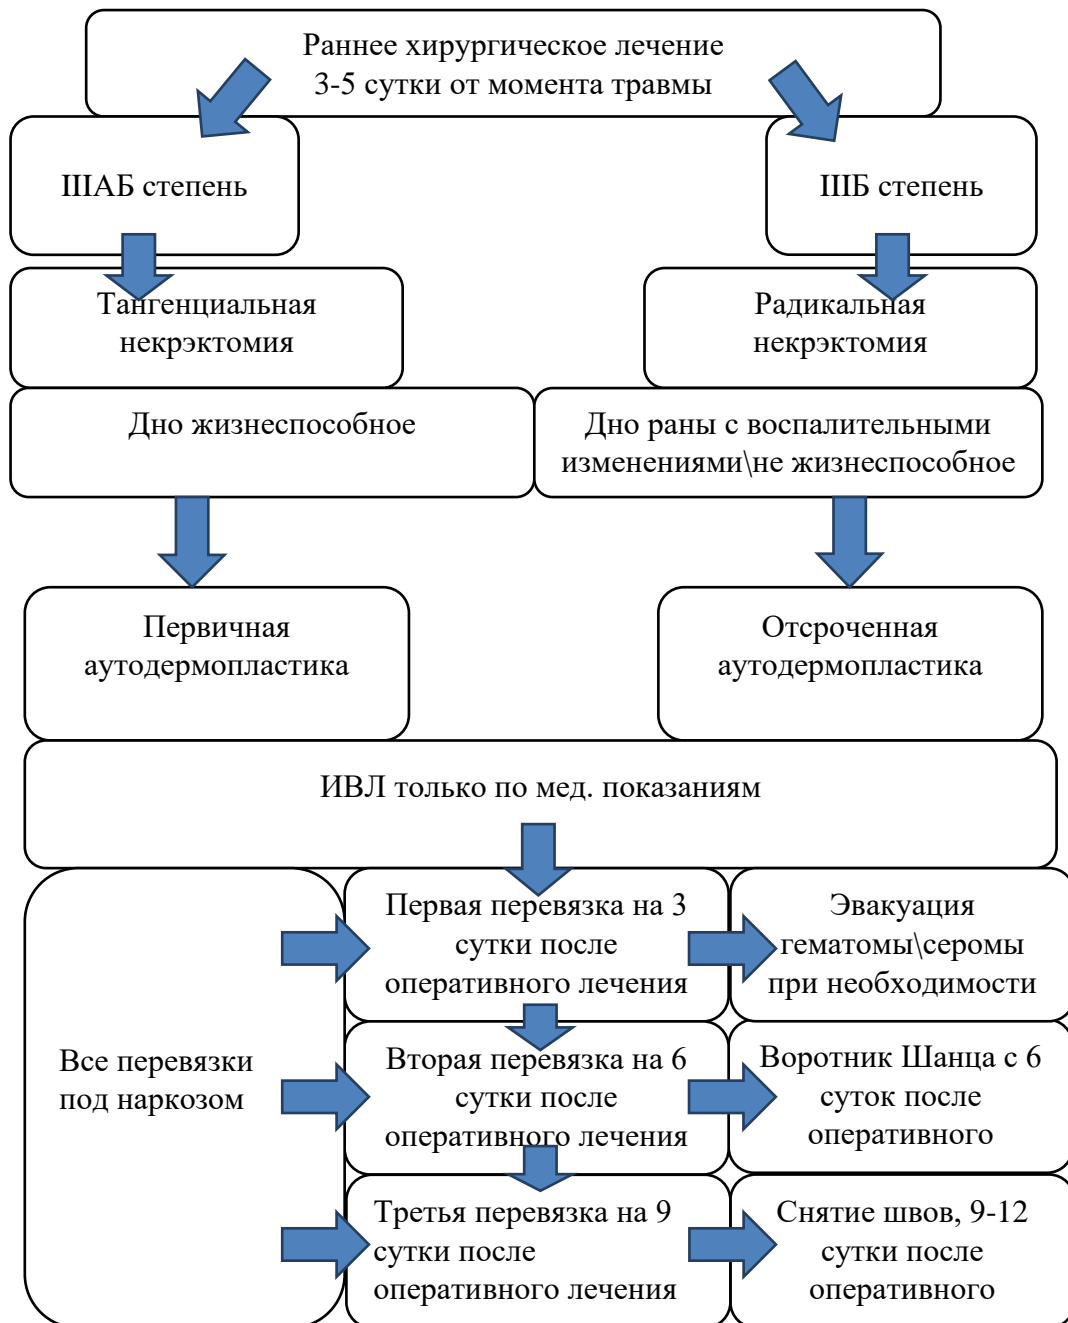 Раннее хирургическое лечение
3-5 сутки от момента травмы
IIIАБ степень
IIIБ степень
Тангенциальная
некрэктомия
Радикальная
некрэктомия
Дно жизнеспособное
Дно раны с воспалительными
изменениями\не жизнеспособное
Первичная
аутодермопластика
Отсроченная
аутодермопластика
ИВЛ только по мед. показаниям
Все перевязки
под наркозом
Первая перевязка на 3
сутки после
оперативного лечения
Эвакуация
гематомы\серомы
при необходимости
Вторая перевязка на 6
сутки после
оперативного лечения
Воротник Шанца с 6
суток после
оперативного
Третья перевязка на 9
сутки после
оперативного лечения
Снятие швов, 9-12
сутки после
оперативного